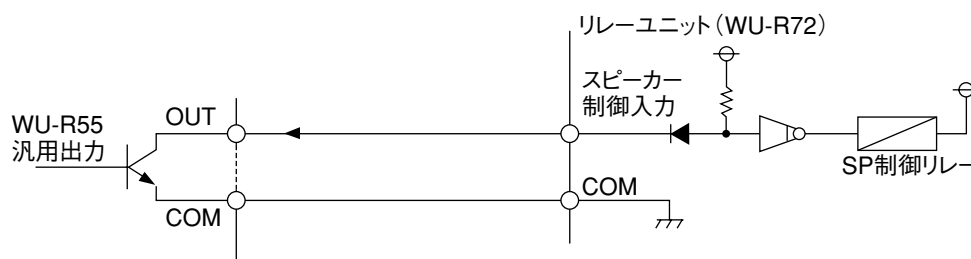 リレーユニット（WU-R72）
スピーカー
制御入力
OUT
WU-R55
汎用出力
COM
SP制御リレー
COM